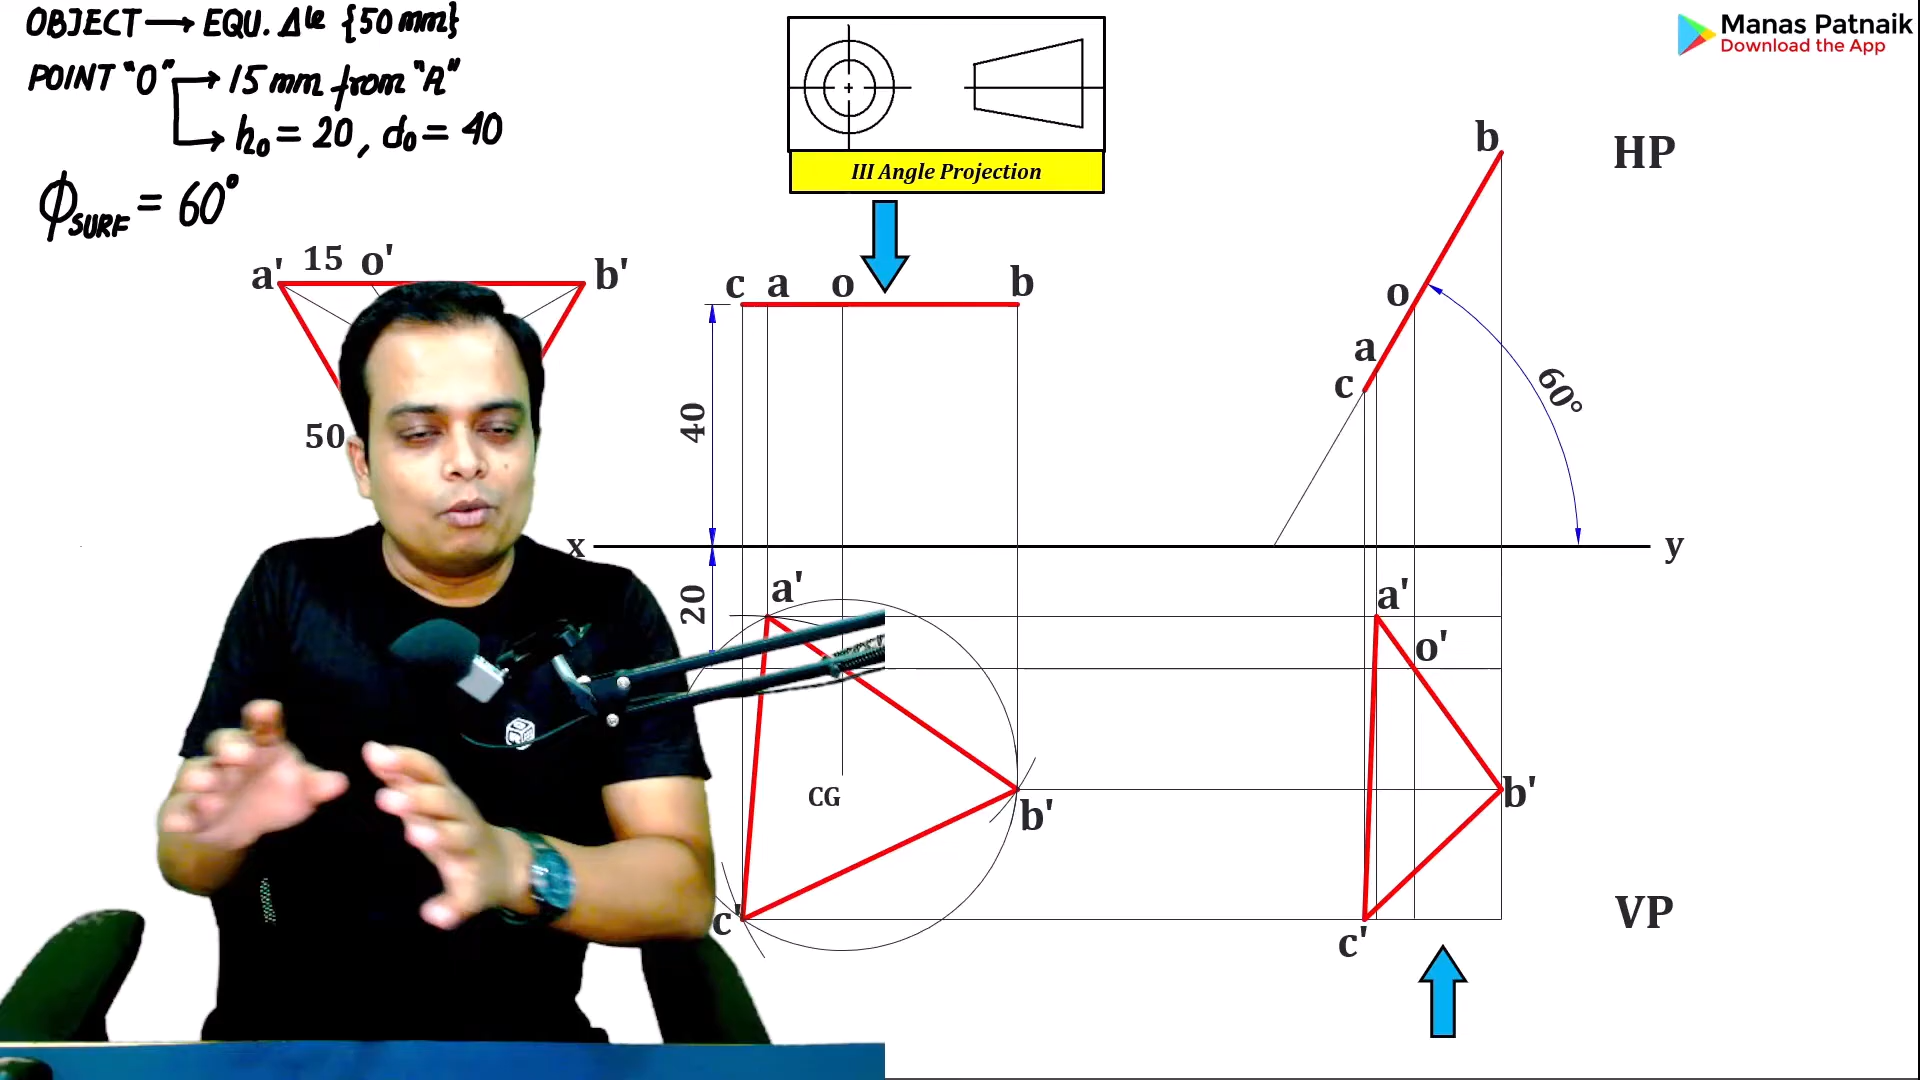 OBJECT → EQU. Δle {50 mm}
POINT "O" → 15 mm from "A"
→ h₀ = 20, d₀ = 40
ϕSURF = 60°
III Angle Projection
Manas Patnaik
Download the App
HP
VP
a' 15 o' b'
50
c a o b
40
20
x
y
a'
b'
c'
CG
b
o
a
c
60°
a'
o'
b'
c'